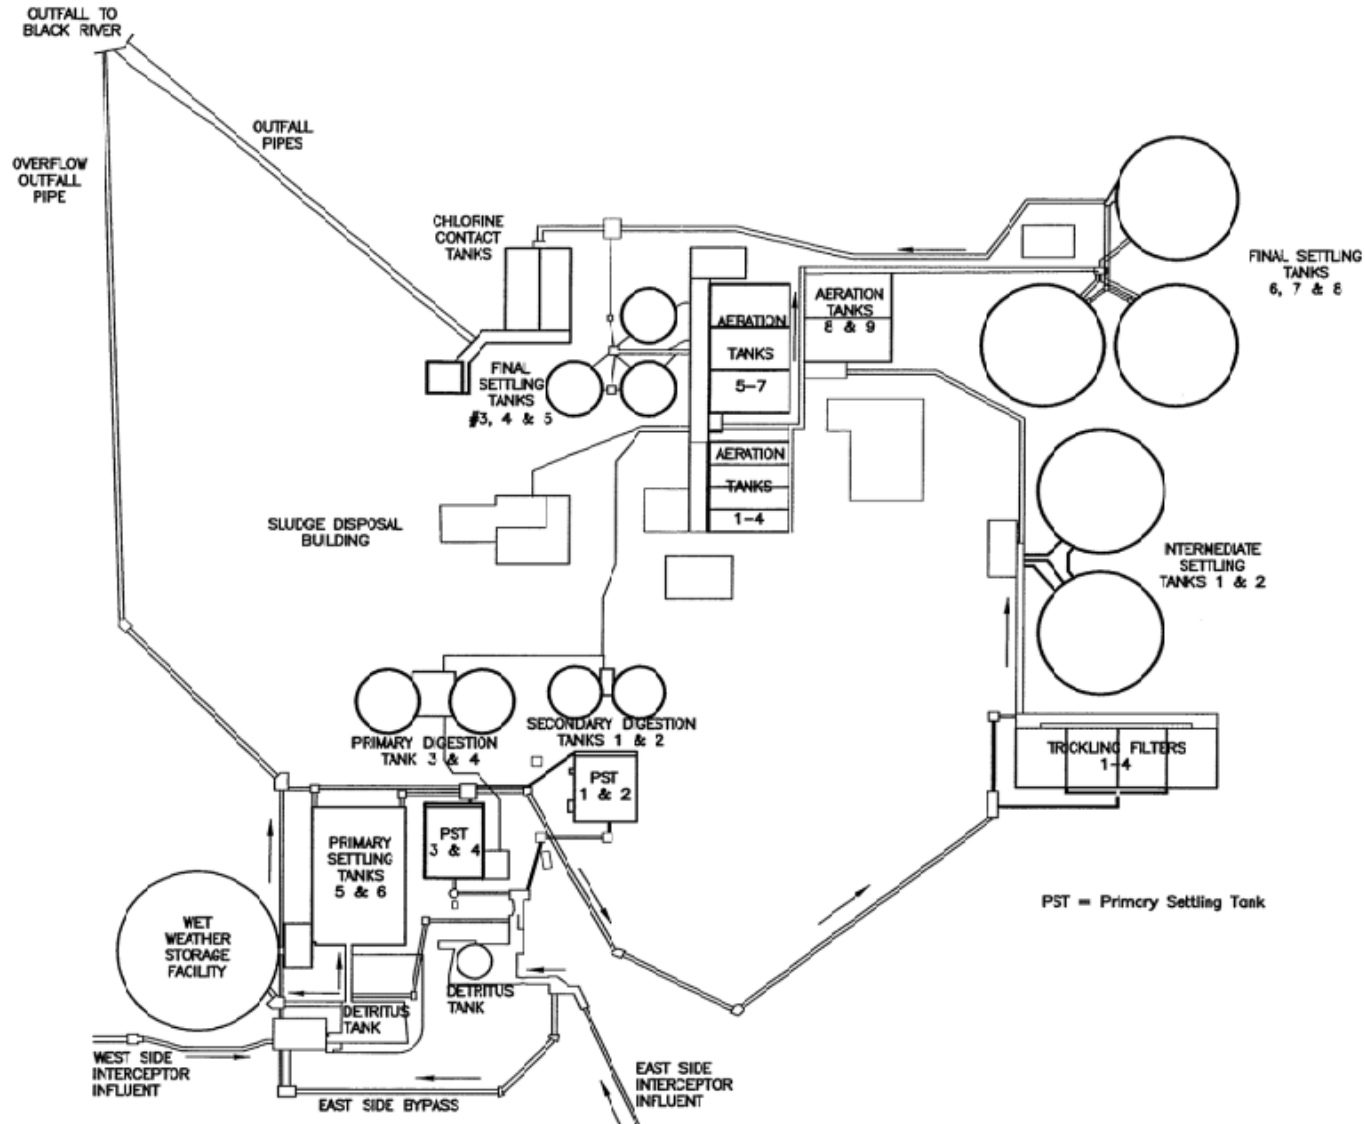 OUTFALL TO
BLACK RIVER
OUTFALL
PIPES
OVERFLOW
OUTFALL
PIPE
CHLORINE
CONTACT
TANKS
FINAL SETTLING
TANKS
6, 7 & 8
AERATION
TANKS
8 & 9
AERATION
TANKS
5-7
FINAL
SETTLING
TANKS
#3, 4 & 5
AERATION
TANKS
1-4
SLUDGE DISPOSAL
BUILDING
INTERMEDIATE
SETTLING
TANKS 1 & 2
PRIMARY DIGESTION
TANK 3 & 4
SECONDARY DIGESTION
TANKS 1 & 2
TRICKLING FILTERS
1-4
PST
1 & 2
PST
3 & 4
PRIMARY
SETTLING
TANKS
5 & 6
PST = Primary Settling Tank
WET
WEATHER
STORAGE
FACILITY
DETRITUS
TANK
DETRITUS
TANK
WEST SIDE
INTERCEPTOR
INFLUENT
EAST SIDE
INTERCEPTOR
INFLUENT
EAST SIDE BYPASS